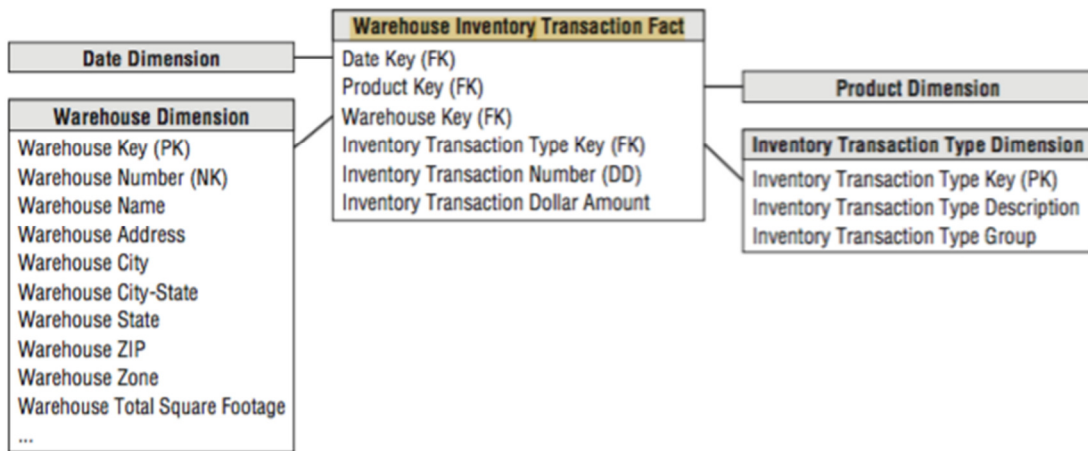 Warehouse Inventory Transaction Fact
Date Key (FK)
Product Key (FK)
Warehouse Key (FK)
Inventory Transaction Type Key (FK)
Inventory Transaction Number (DD)
Inventory Transaction Dollar Amount
Date Dimension
Warehouse Dimension
Warehouse Key (PK)
Warehouse Number (NK)
Warehouse Name
Warehouse Address
Warehouse City
Warehouse City-State
Warehouse State
Warehouse ZIP
Warehouse Zone
Warehouse Total Square Footage
...
Product Dimension
Inventory Transaction Type Dimension
Inventory Transaction Type Key (PK)
Inventory Transaction Type Description
Inventory Transaction Type Group